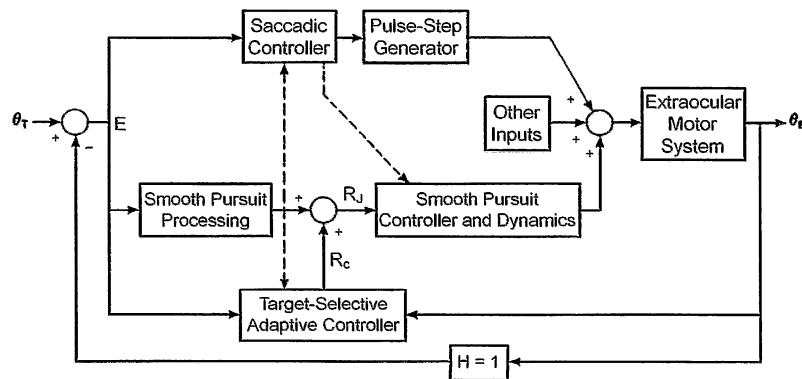 Saccadic
Controller
Pulse-Step
Generator
θT
+
−
E
Other
Inputs
+
+
+
Extraocular
Motor
System
Smooth Pursuit
Processing
+
+
RJ
RC
Smooth Pursuit
Controller and Dynamics
Target-Selective
Adaptive Controller
H = 1